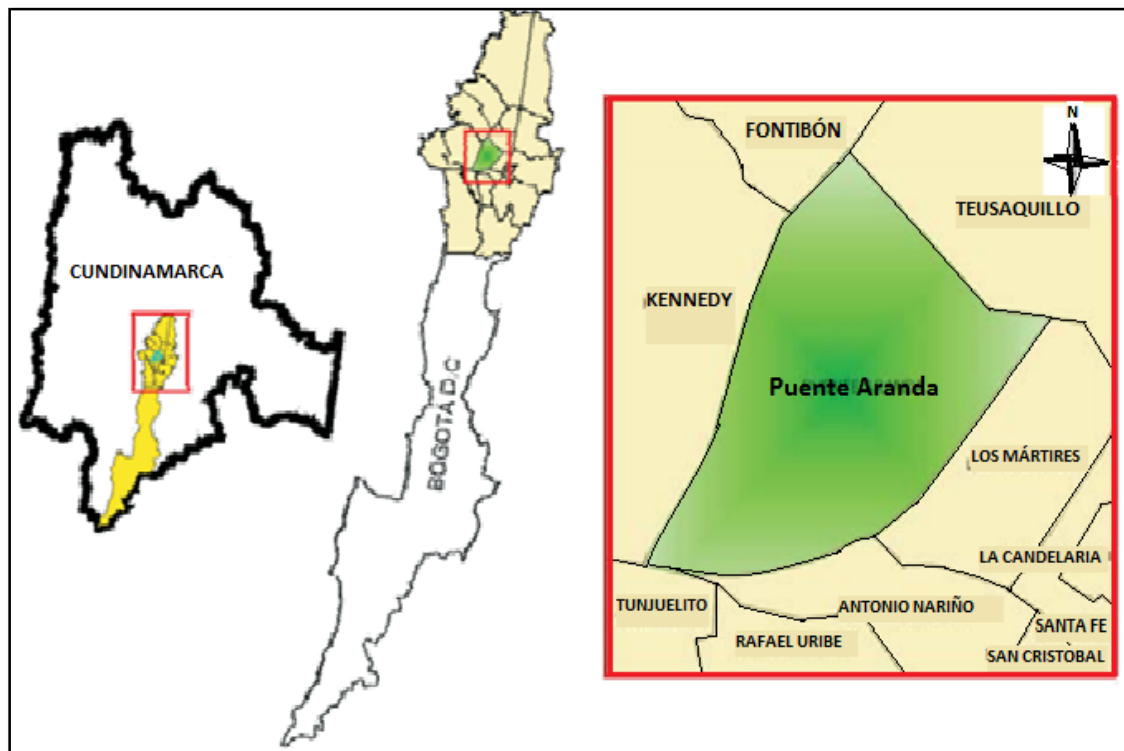 CUNDINAMARCA
BOGOTÁ D.C
N
FONTIBÓN
TEUSAQUILLO
KENNEDY
Puente Aranda
LOS MÁRTIRES
LA CANDELARIA
TUNJUELITO
ANTONIO NARIÑO
SANTA FE
RAFAEL URIBE
SAN CRISTOBAL